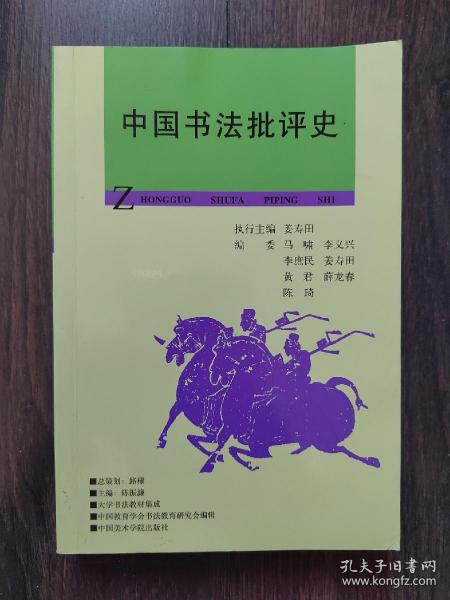 中国书法批评史
ZHONGGUO SHUFA PIPING SHI
执行主编 姜寿田
编 委 马 啸 李义兴
李庶民 姜寿田
黄 君 薛龙春
陈 琦
■总策划：路棣
■主编：陈振濂
■大学书法教材集成
■中国教育学会书法教育研究会编辑
■中国美术学院出版社
孔夫子旧书网
www.kongfz.com